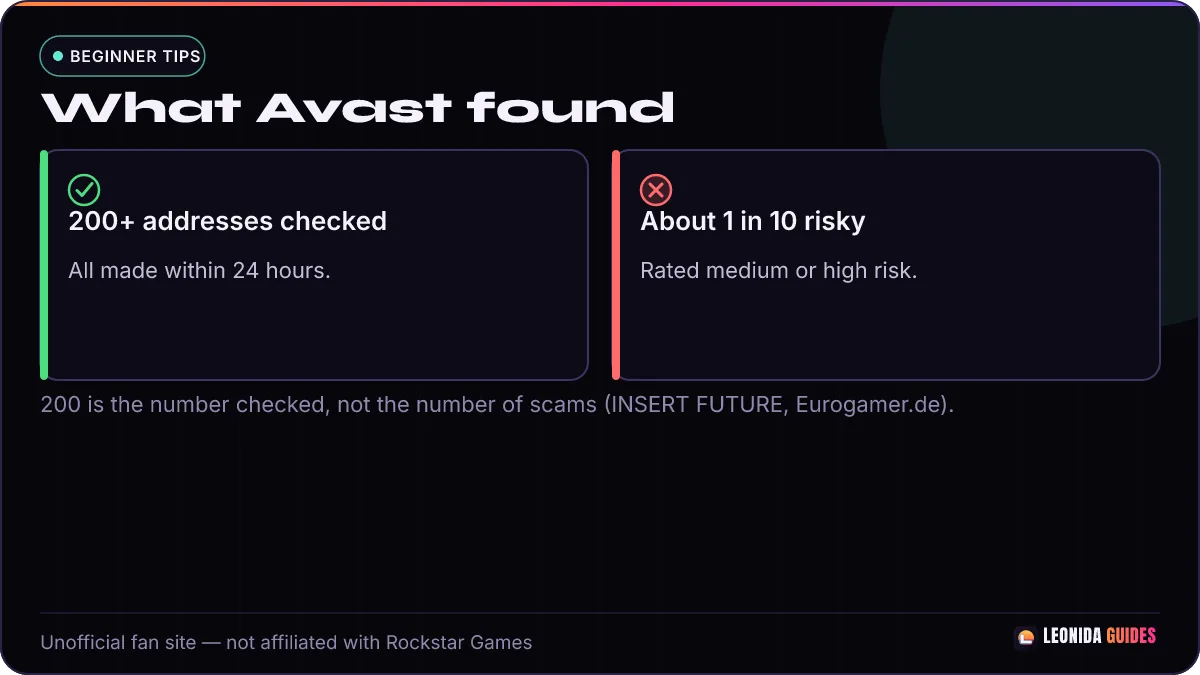 BEGINNER TIPS
What Avast found
200+ addresses checked
All made within 24 hours.
About 1 in 10 risky
Rated medium or high risk.
200 is the number checked, not the number of scams (INSERT FUTURE, Eurogamer.de).
Unofficial fan site — not affiliated with Rockstar Games
LEONIDA GUIDES